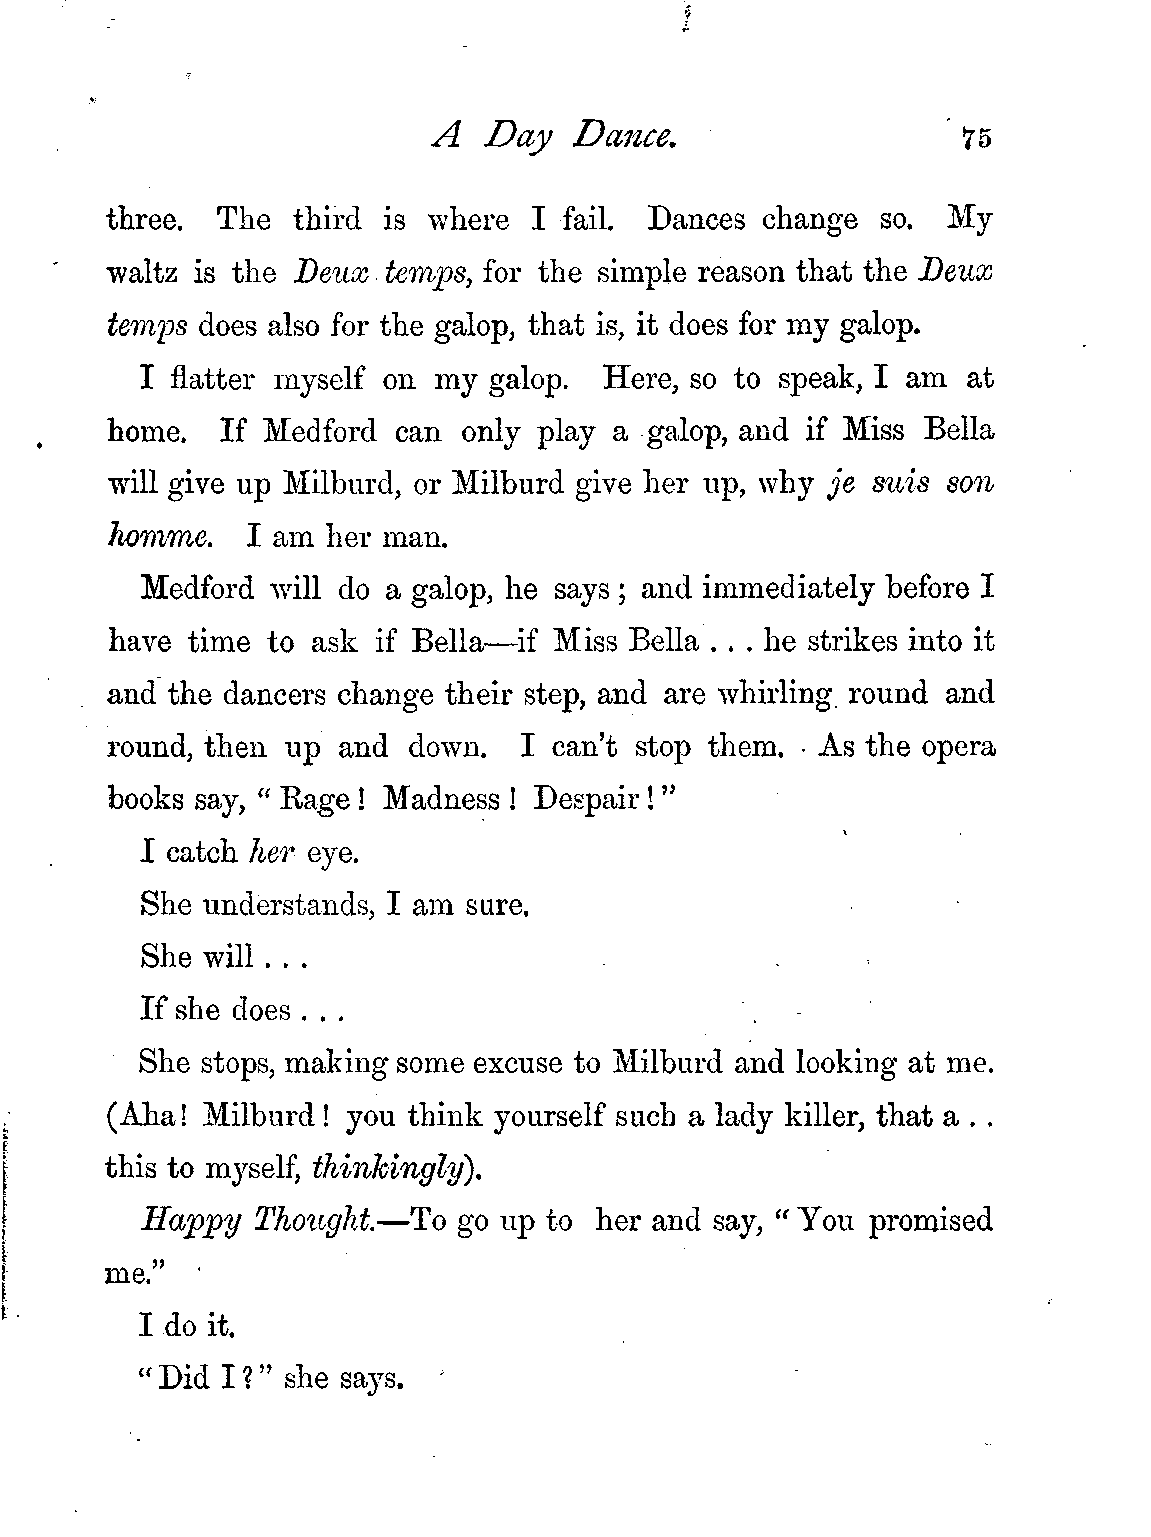 A Day Dance. 75
three. The third is where I fail. Dances change so. My
waltz is the Deux temps, for the simple reason that the Deux
temps does also for the galop, that is, it does for my galop.
I flatter myself on my galop. Here, so to speak, I am at
home. If Medford can only play a galop, and if Miss Bella
will give up Milburd, or Milburd give her up, why je suis son
homme. I am her man.
Medford will do a galop, he says; and immediately before I
have time to ask if Bella—if Miss Bella . . . he strikes into it
and the dancers change their step, and are whirling round and
round, then up and down. I can't stop them. As the opera
books say, "Rage! Madness! Despair!"
I catch her eye.
She understands, I am sure.
She will . . .
If she does . . .
She stops, making some excuse to Milburd and looking at me.
(Aha! Milburd! you think yourself such a lady killer, that a . .
this to myself, thinkingly).
Happy Thought.—To go up to her and say, "You promised
me."
I do it.
"Did I?" she says.